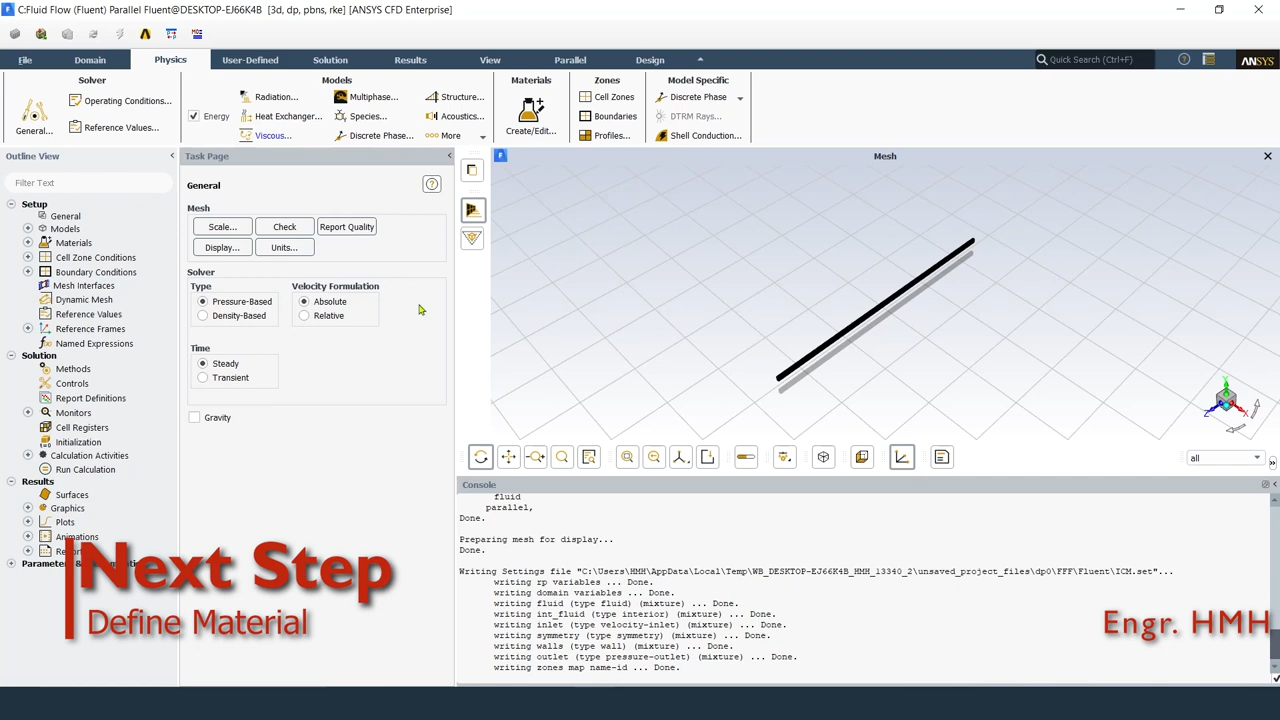 C:Fluid Flow (Fluent) Parallel Fluent@DESKTOP-EJ66K4B [3d, dp, pbns, rke] [ANSYS CFD Enterprise]
File Domain Physics User-Defined Solution Results View Parallel Design Quick Search (Ctrl+F) ANSYS
Solver Models Materials Zones Model Specific
General... Operating Conditions... Reference Values...
Energy
Radiation... Multiphase... Structure...
Heat Exchanger... Species... Acoustics...
Viscous... Discrete Phase... More
Create/Edit...
Cell Zones
Boundaries
Profiles...
Discrete Phase
DTRM Rays...
Shell Conduction...
Outline View
Filter Text
Setup
General
Models
Materials
Cell Zone Conditions
Boundary Conditions
Mesh Interfaces
Dynamic Mesh
Reference Values
Reference Frames
Named Expressions
Solution
Methods
Controls
Report Definitions
Monitors
Cell Registers
Initialization
Calculation Activities
Run Calculation
Results
Surfaces
Graphics
Plots
Animations
Task Page
General
Mesh
Scale... Check Report Quality
Display... Units...
Solver
Type Velocity Formulation
Pressure-Based Absolute
Density-Based Relative
Time
Steady
Transient
Gravity
Mesh
Y
Z X
all
Console
fluid
parallel,
Done.
Preparing mesh for display...
Done.
Writing Settings file "C:\Users\HMH\AppData\Local\Temp\WB_DESKTOP-EJ66K4B_HMH_13340_2\unsaved_project_files\dp0\FFF\Fluent\ICM.set"...
writing rp variables ... Done.
writing domain variables ... Done.
writing fluid (type fluid) (mixture) ... Done.
writing int_fluid (type interior) (mixture) ... Done.
writing inlet (type velocity-inlet) (mixture) ... Done.
writing symmetry (type symmetry) (mixture) ... Done.
writing walls (type wall) (mixture) ... Done.
writing outlet (type pressure-outlet) (mixture) ... Done.
writing zones map name-id ... Done.
Next Step
Define Material
Engr. HMH